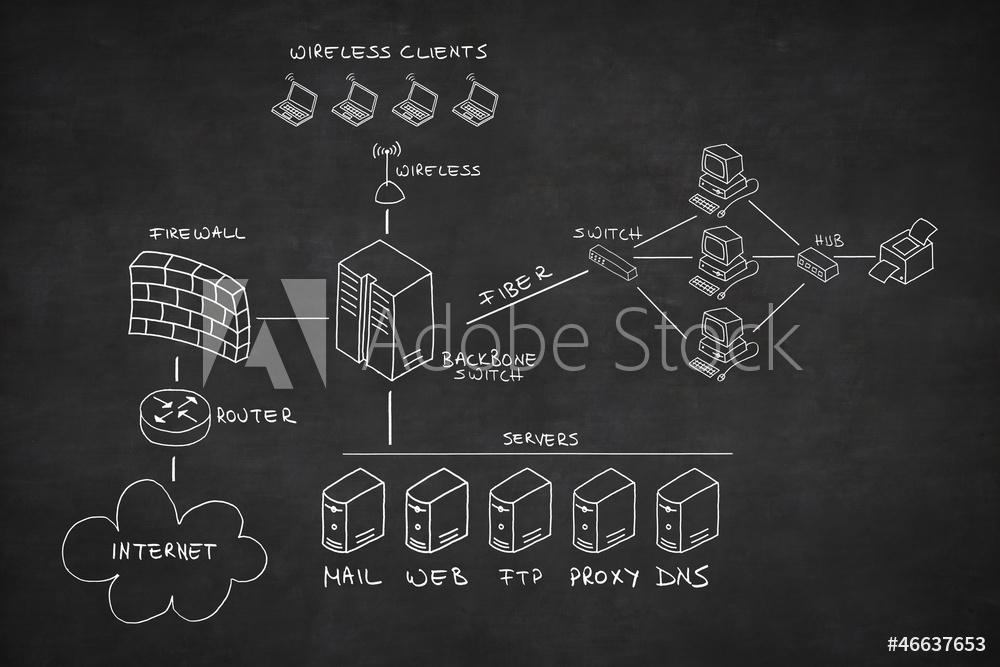 WIRELESS CLIENTS
WIRELESS
FIREWALL
SWITCH
HUB
FIBER
Adobe Stock
BACKBONE
SWITCH
ROUTER
SERVERS
INTERNET
MAIL WEB FTP PROXY DNS
#46637653